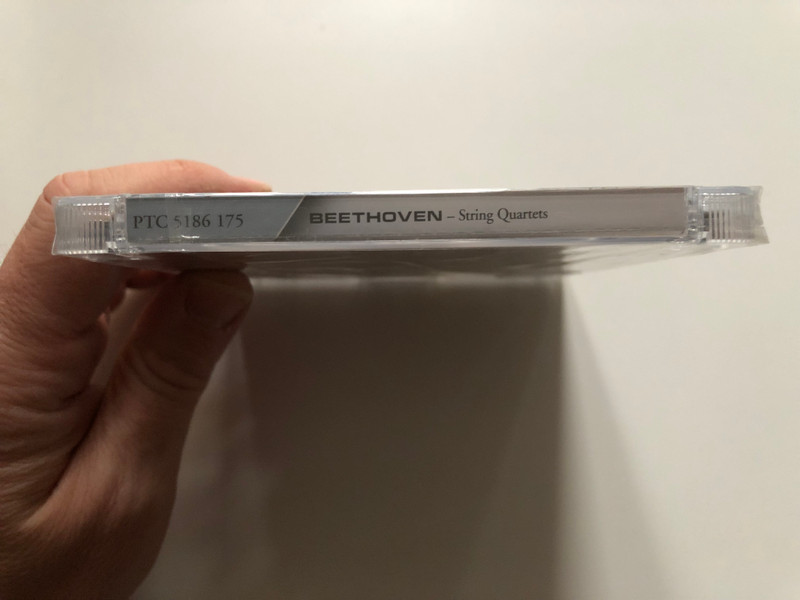 PTC 5186 175 BEETHOVEN – String Quartets